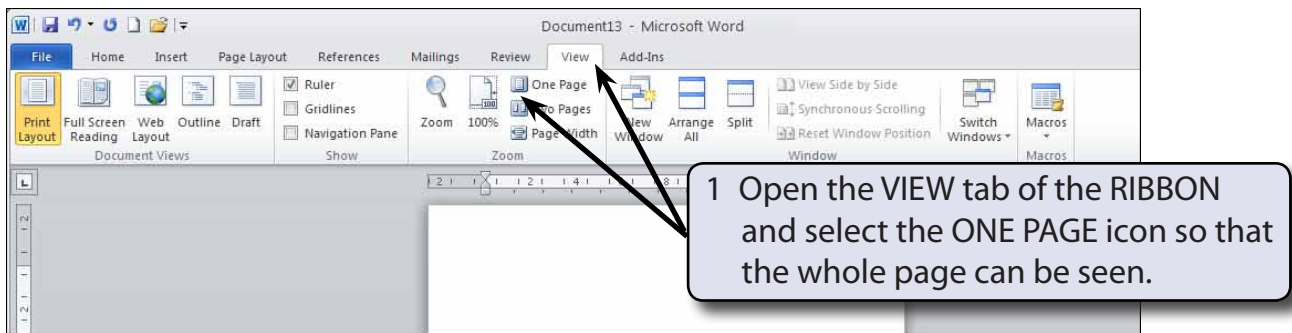 Document13 - Microsoft Word
File Home Insert Page Layout References Mailings Review View Add-Ins
Print Layout
Full Screen Reading
Web Layout
Outline
Draft
Document Views
Ruler
Gridlines
Navigation Pane
Show
Zoom
100%
One Page
Two Pages
Page Width
Zoom
New Window
Arrange All
Split
View Side by Side
Synchronous Scrolling
Reset Window Position
Window
Switch Windows
Macros
Macros
1 Open the VIEW tab of the RIBBON
and select the ONE PAGE icon so that
the whole page can be seen.